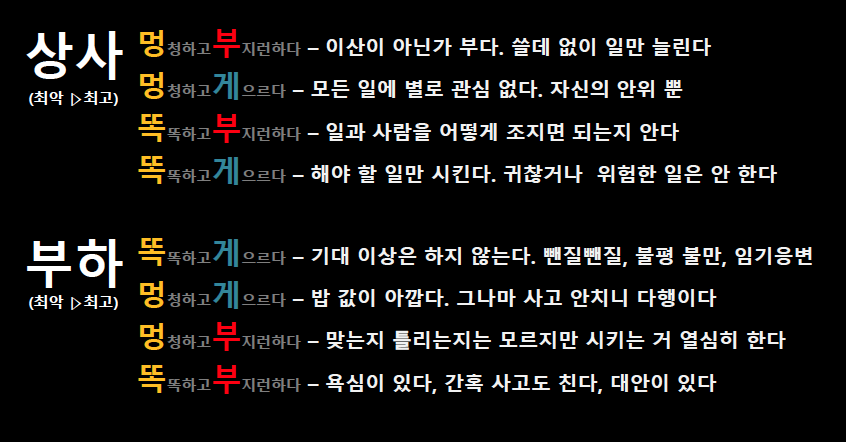 상사
(최악 ▷최고)
멍청하고부지런하다 – 이산이 아닌가 부다. 쓸데 없이 일만 늘린다
멍청하고게으르다 – 모든 일에 별로 관심 없다. 자신의 안위 뿐
똑똑하고부지런하다 – 일과 사람을 어떻게 조지면 되는지 안다
똑똑하고게으르다 – 해야 할 일만 시킨다. 귀찮거나  위험한 일은 안 한다
부하
(최악 ▷최고)
똑똑하고게으르다 – 기대 이상은 하지 않는다. 뺀질뺀질, 불평 불만, 임기응변
멍청하고게으르다 – 밥 값이 아깝다. 그나마 사고 안치니 다행이다
멍청하고부지런하다 – 맞는지 틀리는지는 모르지만 시키는 거 열심히 한다
똑똑하고부지런하다 – 욕심이 있다, 간혹 사고도 친다, 대안이 있다